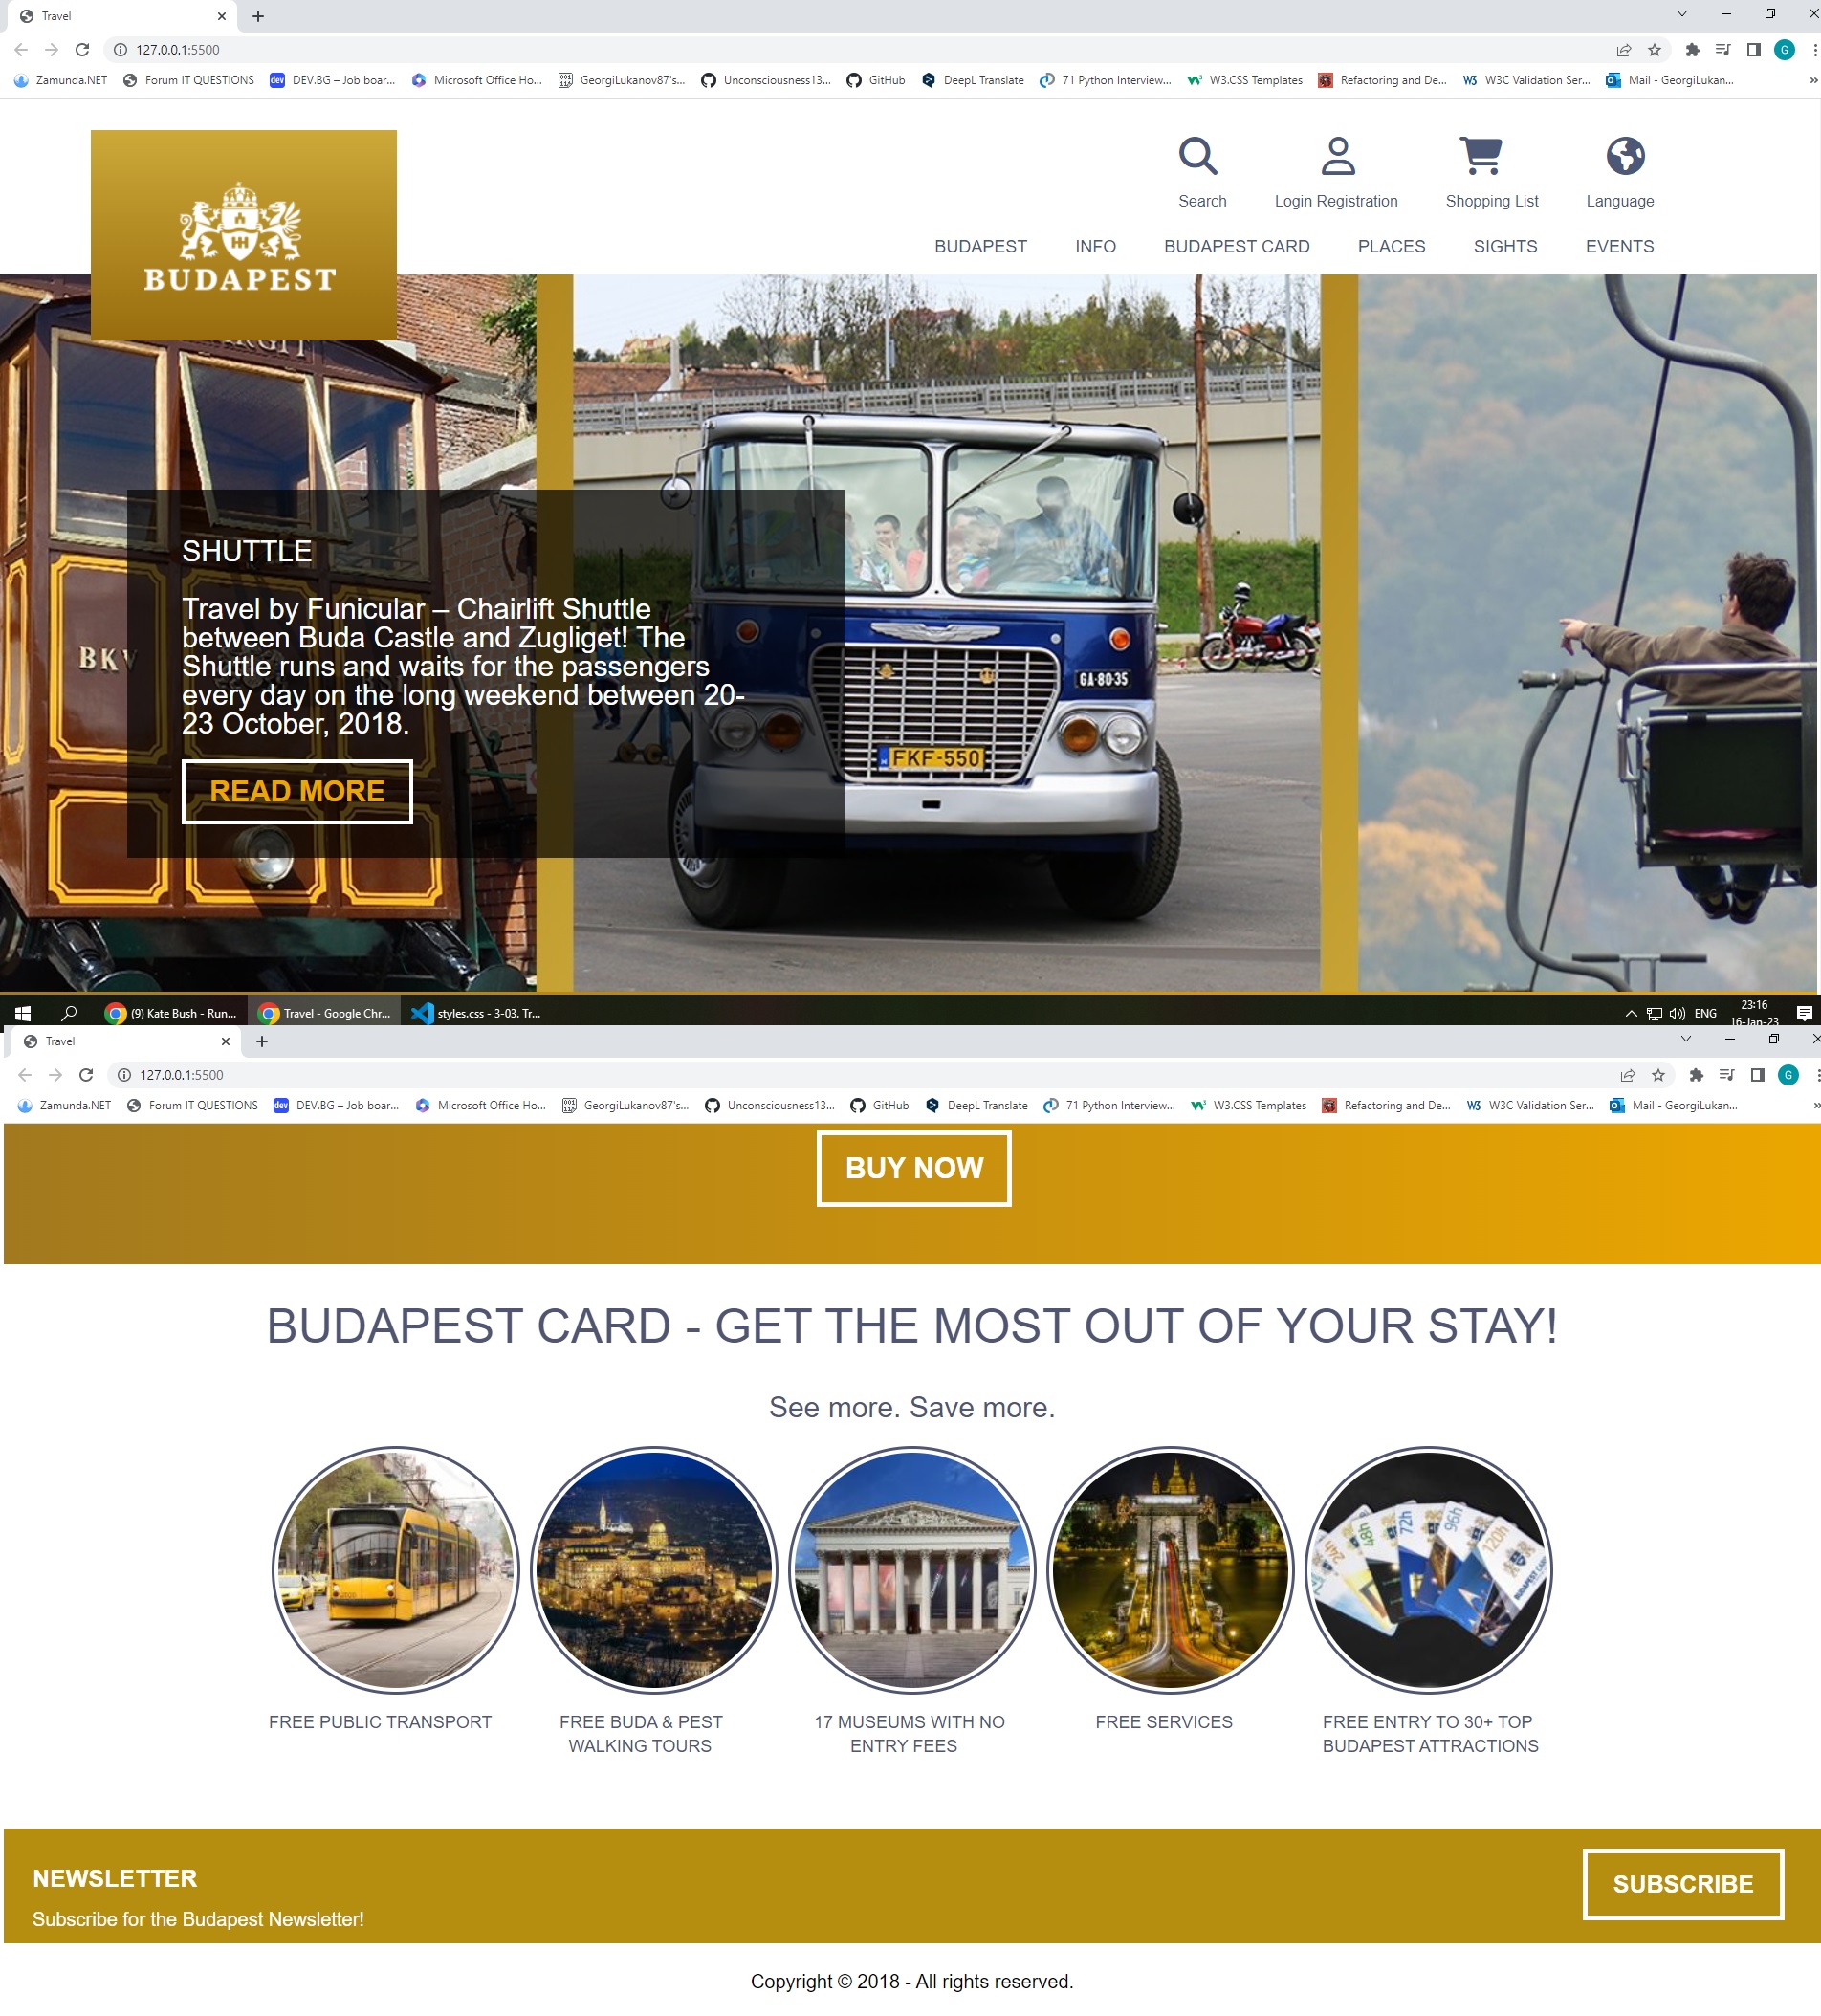 Travel
127.0.0.1:5500
Zamunda.NET
Forum IT QUESTIONS
dev
DEV.BG – Job boar...
Microsoft Office Ho...
GeorgiLukanov87's...
Unconsciousness13...
GitHub
DeepL Translate
71 Python Interview...
W3.CSS Templates
Refactoring and De...
W3C Validation Ser...
Mail - GeorgiLukan...
»
G
BUDAPEST
Search
Login Registration
Shopping List
Language
BUDAPEST
INFO
BUDAPEST CARD
PLACES
SIGHTS
EVENTS
BKV
SHUTTLE
Travel by Funicular – Chairlift Shuttle
between Buda Castle and Zugliget! The
Shuttle runs and waits for the passengers
every day on the long weekend between 20-
23 October, 2018.
READ MORE
GA-80-35
FKF-550
(9) Kate Bush - Run...
Travel - Google Chr...
styles.css - 3-03. Tr...
ENG
23:16
16-Jan-23
Travel
127.0.0.1:5500
Zamunda.NET
Forum IT QUESTIONS
dev
DEV.BG – Job boar...
Microsoft Office Ho...
GeorgiLukanov87's...
Unconsciousness13...
GitHub
DeepL Translate
71 Python Interview...
W3.CSS Templates
Refactoring and De...
W3C Validation Ser...
Mail - GeorgiLukan...
»
G
BUY NOW
BUDAPEST CARD - GET THE MOST OUT OF YOUR STAY!
See more. Save more.
24h
48h
72h
96h
120h
BUDAPEST CARD
FREE PUBLIC TRANSPORT
FREE BUDA & PEST
WALKING TOURS
17 MUSEUMS WITH NO
ENTRY FEES
FREE SERVICES
FREE ENTRY TO 30+ TOP
BUDAPEST ATTRACTIONS
NEWSLETTER
Subscribe for the Budapest Newsletter!
SUBSCRIBE
Copyright © 2018 - All rights reserved.